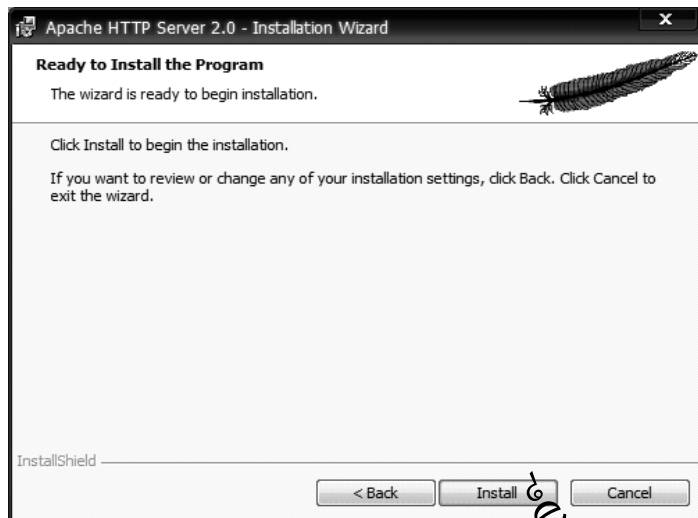 Apache HTTP Server 2.0 - Installation Wizard
X
Ready to Install the Program
The wizard is ready to begin installation.
Click Install to begin the installation.
If you want to review or change any of your installation settings, click Back. Click Cancel to
exit the wizard.
InstallShield
< Back Install Cancel